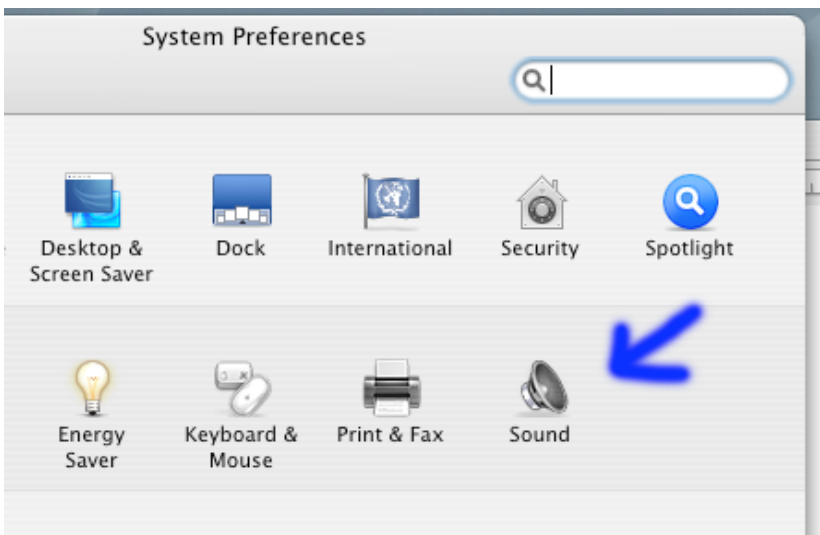 System Preferences
Desktop &
Screen Saver
Dock
International
Security
Spotlight
Energy
Saver
Keyboard &
Mouse
Print & Fax
Sound